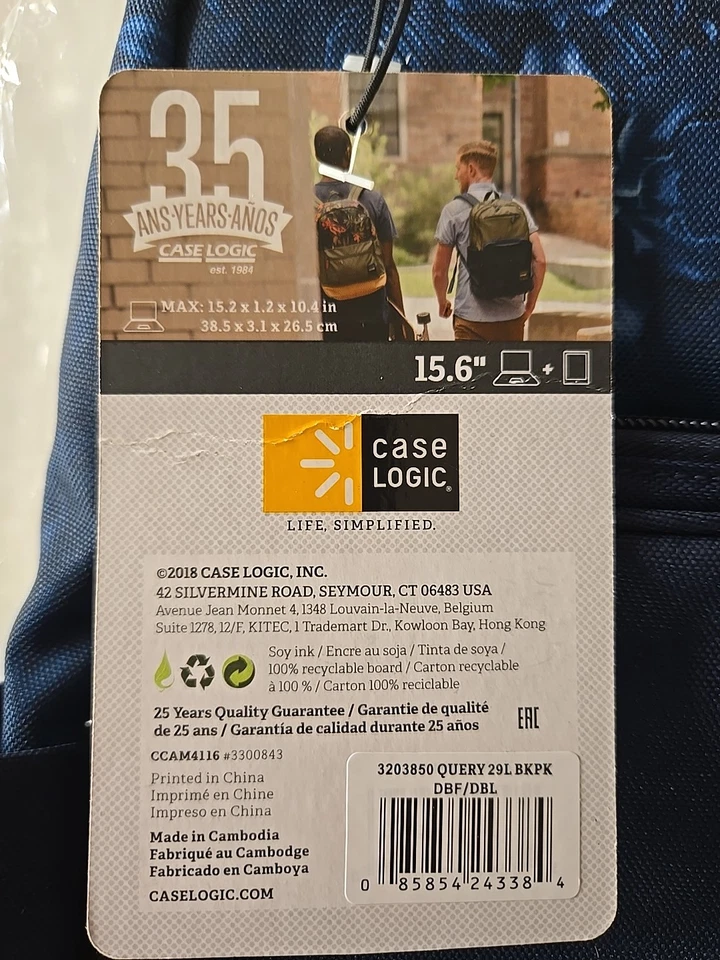 35
ANS·YEARS·AÑOS
CASE LOGIC
est. 1984
MAX: 15.2 x 1.2 x 10.4 in
38.5 x 3.1 x 26.5 cm
15.6" +
case
LOGIC®
LIFE, SIMPLIFIED.
©2018 CASE LOGIC, INC.
42 SILVERMINE ROAD, SEYMOUR, CT 06483 USA
Avenue Jean Monnet 4, 1348 Louvain-la-Neuve, Belgium
Suite 1278, 12/F, KITEC, 1 Trademart Dr., Kowloon Bay, Hong Kong
Soy ink / Encre au soja / Tinta de soya /
100% recyclable board / Carton recyclable
à 100 % / Carton 100% reciclable
25 Years Quality Guarantee / Garantie de qualité
de 25 ans / Garantía de calidad durante 25 años
EAC
CCAM4116 #3300843
Printed in China
Imprimé en Chine
Impreso en China
Made in Cambodia
Fabriqué au Cambodge
Fabricado en Camboya
CASELOGIC.COM
3203850 QUERY 29L BKPK
DBF/DBL
0 85854 24338 4